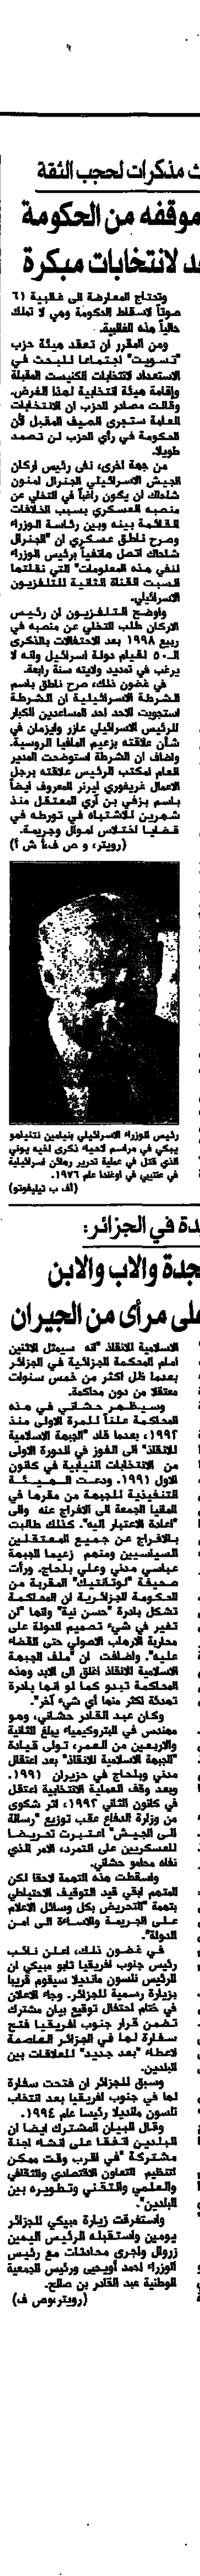 ث مذكرات لحجب الثقة
موقفه من الحكومة
د لانتخابات مبكرة
وتحتاج المعارضة الى غالبية ٦١
صوتاً لاسقاط الحكومة وهي لا تملك
حالياً هذه الغالبية.
ومن المقرر ان تعقد هيئة حزب
"تسوميت" اجتماعا للبحث في
الاستعداد لانتخابات الكنيست المقبلة
وإقامة هيئة انتخابية لهذا الغرض.
وقالت مصادر للحزب ان الانتخابات
العامة ستجرى الصيف المقبل لأن
الحكومة في رأي الحزب لن تصمد
طويلا.
من جهة اخرى، نفى رئيس اركان
الجيش الاسرائيلي الجنرال امنون
شاحاك ان يكون راغباً في التخلي عن
منصبه العسكري بسبب الخلافات
القائمة بينه وبين رئاسة الوزراء
وصرح ناطق عسكري ان "الجنرال
شاحاك اتصل هاتفيا برئيس الوزراء
لنفي هذه المعلومات" التي نقلتها
السبت القناة الثانية للتلفزيون
الاسرائيلي.
واوضح التلفزيون ان رئيس
الاركان طلب التخلي عن منصبه في
ربيع ١٩٩٨ بعد الاحتفالات بالذكرى
الـ٥٠ لقيام دولة اسرائيل وانه لا
يرغب في تمديد ولايته سنة رابعة.
في غضون ذلك، صرح ناطق باسم
الشرطة الاسرائيلية ان الشرطة
استجوبت الاحد احد المساعدين الكبار
للرئيس الاسرائيلي عازر وايزمان في
شأن علاقته بزعيم المافيا الروسية.
واضاف ان الشرطة استوضحت المدير
العام لمكتب الرئيس علاقته برجل
الاعمال غريغوري ليرنر المعروف ايضاً
باسم بزفي بن آري المعتقل منذ
شهرين للاشتباه في تورطه في
قضايا اختلاس اموال وجريمة.
(رويتر، و ص ف، أ ش أ)
رئيس الوزراء الاسرائيلي بنيامين نتنياهو
يبكي في مراسم لاحياء ذكرى اخيه يوني
الذي قتل في عملية تحرير رهائن اسرائيلية
في عنتيبي في اوغندا عام ١٩٧٦.
(أف ب تيليفوتو)
دة في الجزائر:
جدة والاب والابن
على مرأى من الجيران
الاسلامية للانقاذ "انه سيمثل الاثنين
امام المحكمة الجزائية في الجزائر
بعدما ظل اكثر من خمس سنوات
معتقلا من دون محاكمة.
وسيظهر حشاني في هذه
المحاكمة علناً للمرة الاولى منذ
١٩٩٢، بعدما قاد "الجبهة الاسلامية
للانقاذ" الى الفوز في الدورة الاولى
من الانتخابات النيابية في كانون
الاول ١٩٩١. ودعت الهيئة
التنفيذية للجبهة من مقرها في
المانيا الجمعة الى الافراج عنه والى
"اعادة الاعتبار اليه". كذلك طالبت
بالافراج عن جميع المعتقلين
السياسيين ومنهم زعيما الجبهة
عباسي مدني وعلي بلحاج. ورأت
صحيفة "لوتانتيك" المقربة من
الحكومة الجزائرية ان المحاكمة
تشكل بادرة "حسن نية" وانها "لن
تغير في شيء تصميم الدولة على
محاربة الارهاب الاصولي حتى القضاء
عليه". واضافت ان "ملف الجبهة
الاسلامية للانقاذ اغلق الى الابد وهذه
المحاكمة تبدو كما لو انها بادرة
تهدئة اكثر منها أي شيء آخر".
وكان عبد القادر حشاني، وهو
مهندس في البتروكيمياء يبلغ الثانية
والاربعين من العمر، تولى قيادة
"الجبهة الاسلامية للانقاذ" بعد اعتقال
مدني وبلحاج في حزيران ١٩٩١.
وبعد وقف العملية الانتخابية اعتقل
في كانون الثاني ١٩٩٢، اثر شكوى
من وزارة الدفاع عقب توزيع "رسالة
الى الجيش" اعتبرت تحريضا
للعسكريين على التمرد، الامر الذي
نفاه محامو حشاني.
واسقطت هذه التهمة لاحقا لكن
المتهم ابقي قيد التوقيف الاحتياطي
بتهمة "التحريض بكل وسائل الاعلام
على الجريمة والاساءة الى امن
الدولة".
في غضون ذلك، اعلن نائب
رئيس جنوب افريقيا تابو مبيكي ان
الرئيس نلسون مانديلا سيقوم قريبا
بزيارة رسمية للجزائر. وجاء الاعلان
في ختام احتفال توقيع بيان مشترك
تضمن قرار جنوب افريقيا فتح
سفارة لها في الجزائر العاصمة
لاعطاء "بعد جديد" للعلاقات بين
البلدين.
وسبق للجزائر ان فتحت سفارة
لها في جنوب افريقيا بعد انتخاب
نلسون مانديلا رئيسا عام ١٩٩٤.
وقال البيان المشترك ايضا ان
البلدين اتفقا على انشاء لجنة
مشتركة "في اقرب وقت ممكن
لتنظيم التعاون الاقتصادي والثقافي
والعلمي والتقني وتطويره بين
البلدين".
واستغرقت زيارة مبيكي للجزائر
يومين واستقبله الرئيس اليمين
زروال واجرى محادثات مع رئيس
الوزراء احمد أويحيى ورئيس الجمعية
الوطنية عبد القادر بن صالح.
(رويتر،وص ف)